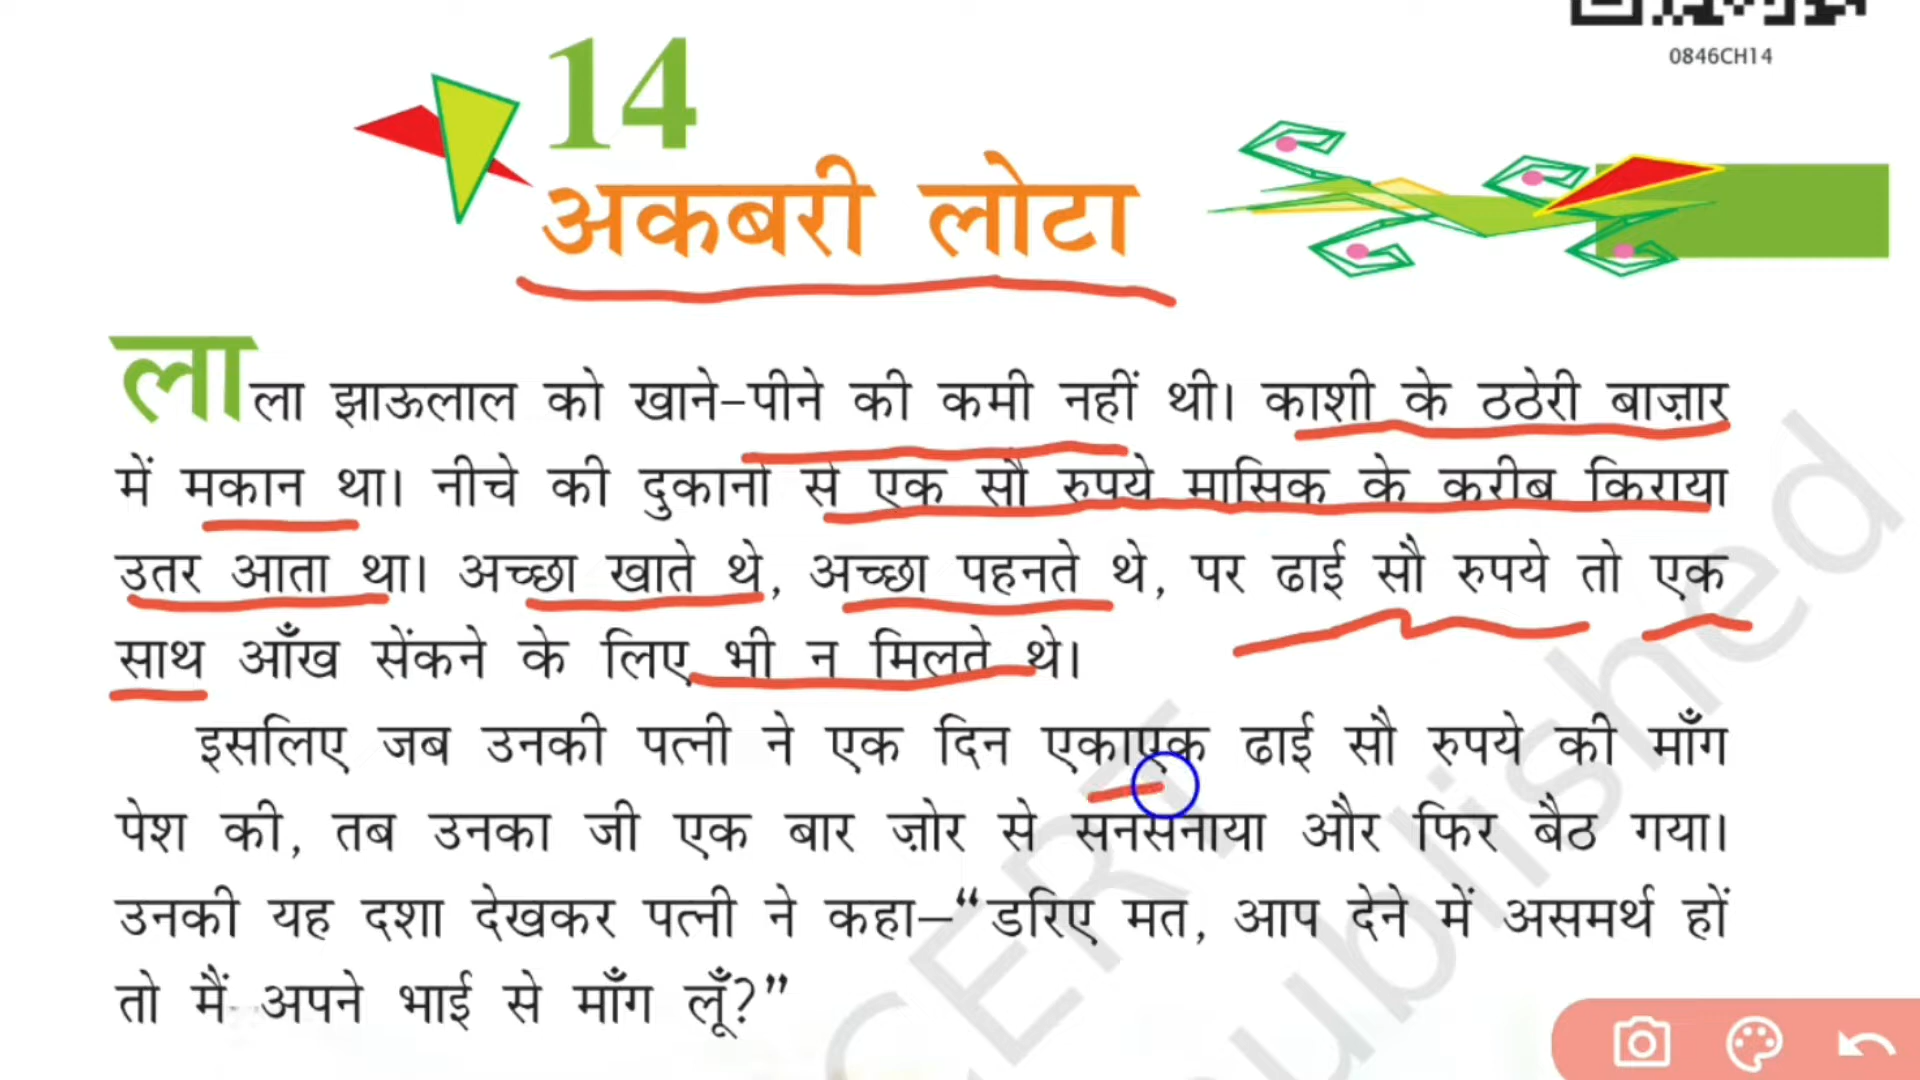 0846CH14
14
अकबरी लोटा
लाला झाऊलाल को खाने-पीने की कमी नहीं थी। काशी के ठठेरी बाज़ार
में मकान था। नीचे की दुकानों से एक सौ रुपये मासिक के करीब किराया
उतर आता था। अच्छा खाते थे, अच्छा पहनते थे, पर ढाई सौ रुपये तो एक
साथ आँख सेंकने के लिए भी न मिलते थे।
इसलिए जब उनकी पत्नी ने एक दिन एकाएक ढाई सौ रुपये की माँग
पेश की, तब उनका जी एक बार ज़ोर से सनसनाया और फिर बैठ गया।
उनकी यह दशा देखकर पत्नी ने कहा–“डरिए मत, आप देने में असमर्थ हों
तो मैं अपने भाई से माँग लूँ?”